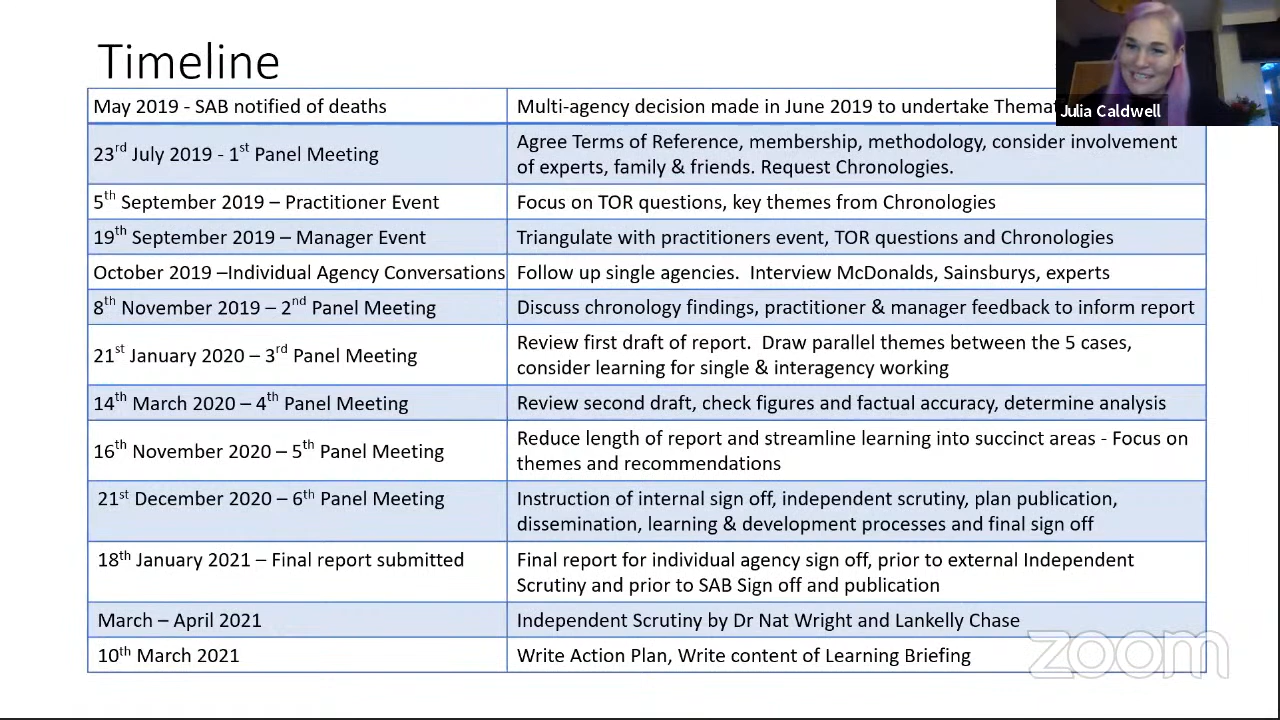 Timeline
Julia Caldwell
May 2019 - SAB notified of deaths
Multi-agency decision made in June 2019 to undertake
23rd July 2019 - 1st Panel Meeting
Agree Terms of Reference, membership, methodology, consider involvement
of experts, family & friends. Request Chronologies.
5th September 2019 – Practitioner Event
Focus on TOR questions, key themes from Chronologies
19th September 2019 – Manager Event
Triangulate with practitioners event, TOR questions and Chronologies
October 2019 –Individual Agency Conversations
Follow up single agencies. Interview McDonalds, Sainsburys, experts
8th November 2019 – 2nd Panel Meeting
Discuss chronology findings, practitioner & manager feedback to inform report
21st January 2020 – 3rd Panel Meeting
Review first draft of report. Draw parallel themes between the 5 cases,
consider learning for single & interagency working
14th March 2020 – 4th Panel Meeting
Review second draft, check figures and factual accuracy, determine analysis
16th November 2020 – 5th Panel Meeting
Reduce length of report and streamline learning into succinct areas - Focus on
themes and recommendations
21st December 2020 – 6th Panel Meeting
Instruction of internal sign off, independent scrutiny, plan publication,
dissemination, learning & development processes and final sign off
18th January 2021 – Final report submitted
Final report for individual agency sign off, prior to external Independent
Scrutiny and prior to SAB Sign off and publication
March – April 2021
Independent Scrutiny by Dr Nat Wright and Lankelly Chase
10th March 2021
Write Action Plan, Write content of Learning Briefing
zoom